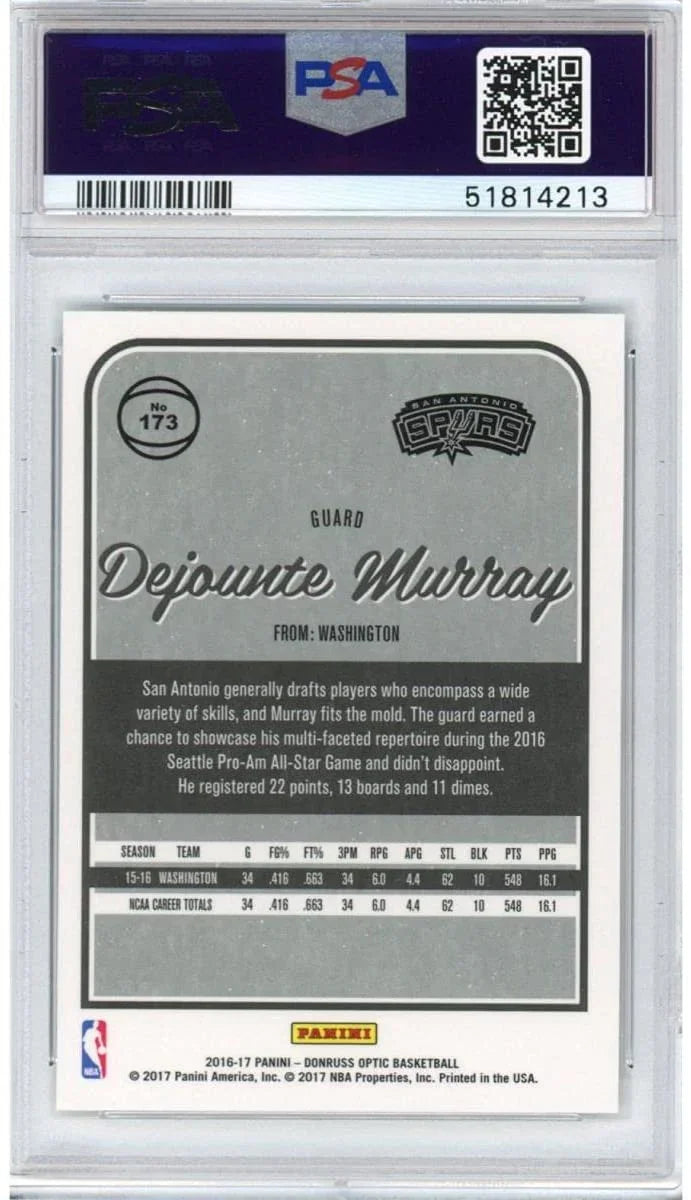 PSA
PSA
51814213
No
173
SAN ANTONIO
SPURS
GUARD
Dejounte Murray
FROM: WASHINGTON
San Antonio generally drafts players who encompass a wide
variety of skills, and Murray fits the mold. The guard earned a
chance to showcase his multi-faceted repertoire during the 2016
Seattle Pro-Am All-Star Game and didn't disappoint.
He registered 22 points, 13 boards and 11 dimes.
SEASON TEAM G FG% FT% 3PM RPG APG STL BLK PTS PPG
15-16 WASHINGTON 34 .416 .663 34 6.0 4.4 62 10 548 16.1
NCAA CAREER TOTALS 34 .416 .663 34 6.0 4.4 62 10 548 16.1
NBA
PANINI
2016-17 PANINI – DONRUSS OPTIC BASKETBALL
© 2017 Panini America, Inc. © 2017 NBA Properties, Inc. Printed in the USA.